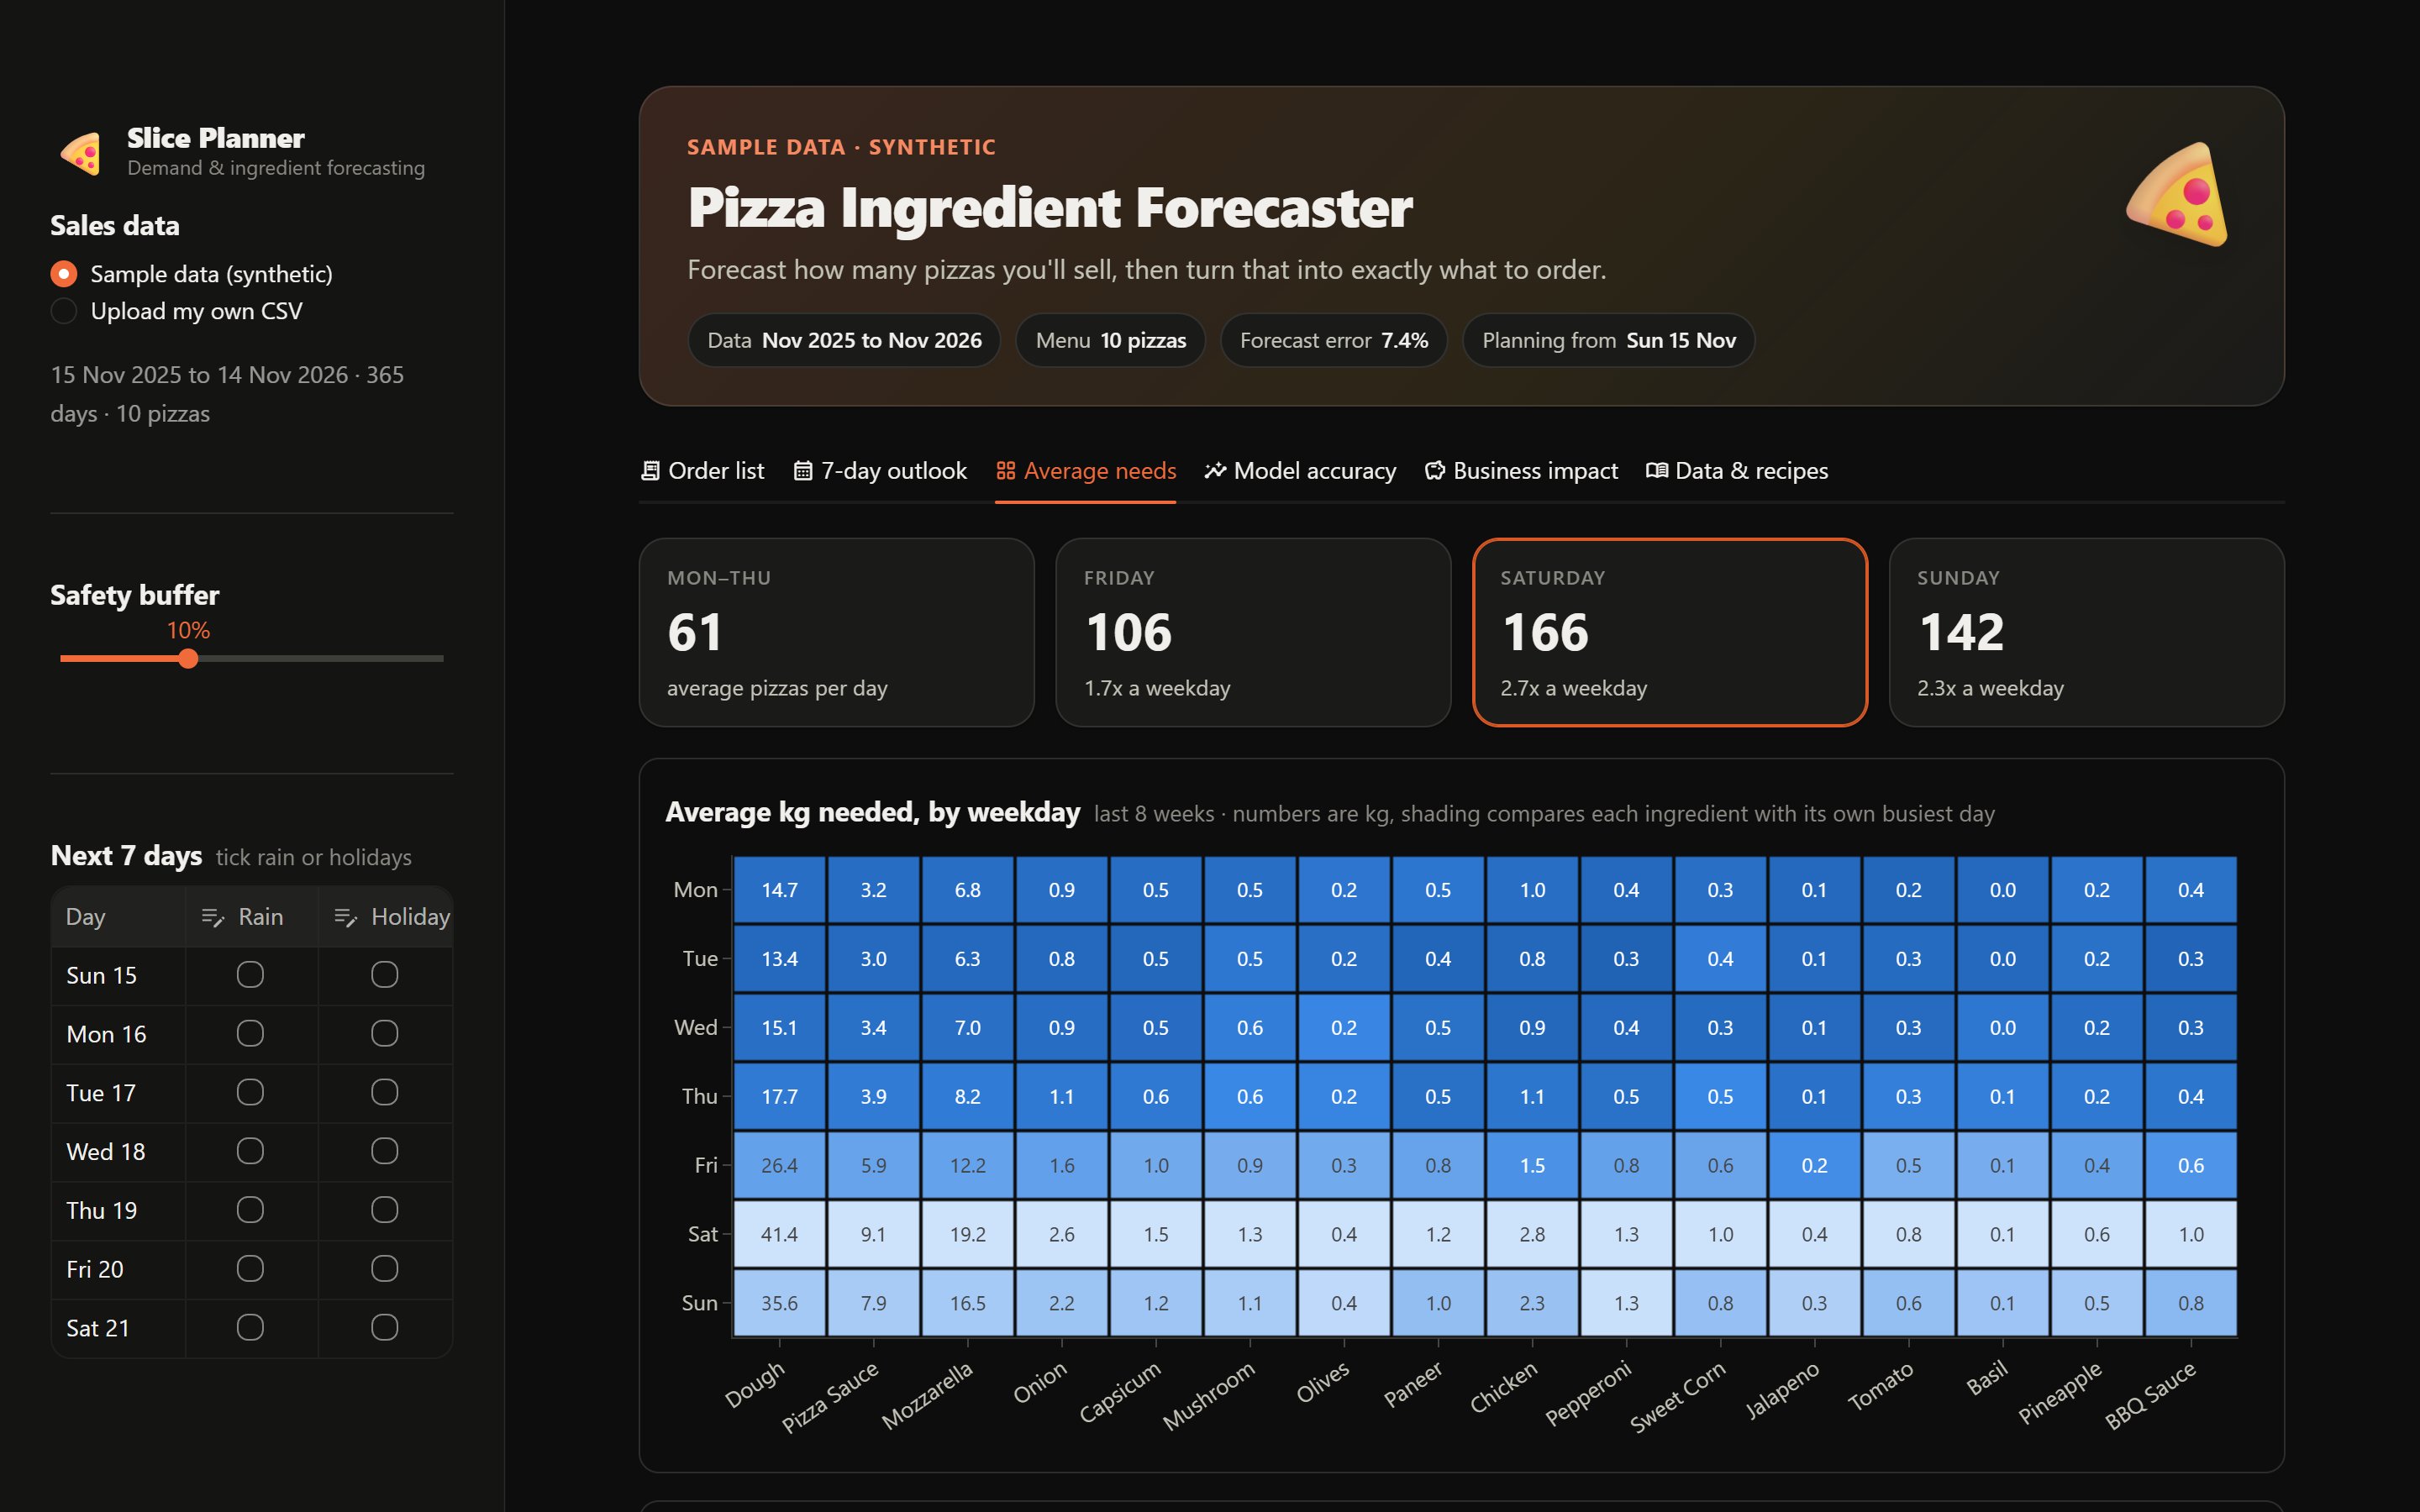 Slice Planner
Demand & ingredient forecasting
Sales data
Sample data (synthetic)
Upload my own CSV
15 Nov 2025 to 14 Nov 2026 · 365
days · 10 pizzas
Safety buffer
10%
Next 7 days tick rain or holidays
Day Rain Holiday
Sun 15
Mon 16
Tue 17
Wed 18
Thu 19
Fri 20
Sat 21
SAMPLE DATA · SYNTHETIC
Pizza Ingredient Forecaster
Forecast how many pizzas you'll sell, then turn that into exactly what to order.
Data Nov 2025 to Nov 2026 Menu 10 pizzas Forecast error 7.4% Planning from Sun 15 Nov
Order list 7-day outlook Average needs Model accuracy Business impact Data & recipes
MON–THU FRIDAY SATURDAY SUNDAY
61 106 166 142
average pizzas per day 1.7x a weekday 2.7x a weekday 2.3x a weekday
Average kg needed, by weekday last 8 weeks · numbers are kg, shading compares each ingredient with its own busiest day
Mon 14.7 3.2 6.8 0.9 0.5 0.5 0.2 0.5 1.0 0.4 0.3 0.1 0.2 0.0 0.2 0.4
Tue 13.4 3.0 6.3 0.8 0.5 0.5 0.2 0.4 0.8 0.3 0.4 0.1 0.3 0.0 0.2 0.3
Wed 15.1 3.4 7.0 0.9 0.5 0.6 0.2 0.5 0.9 0.4 0.3 0.1 0.3 0.0 0.2 0.3
Thu 17.7 3.9 8.2 1.1 0.6 0.6 0.2 0.5 1.1 0.5 0.5 0.1 0.3 0.1 0.2 0.4
Fri 26.4 5.9 12.2 1.6 1.0 0.9 0.3 0.8 1.5 0.8 0.6 0.2 0.5 0.1 0.4 0.6
Sat 41.4 9.1 19.2 2.6 1.5 1.3 0.4 1.2 2.8 1.3 1.0 0.4 0.8 0.1 0.6 1.0
Sun 35.6 7.9 16.5 2.2 1.2 1.1 0.4 1.0 2.3 1.3 0.8 0.3 0.6 0.1 0.5 0.8
Dough Pizza Sauce Mozzarella Onion Capsicum Mushroom Olives Paneer Chicken Pepperoni Sweet Corn Jalapeno Tomato Basil Pineapple BBQ Sauce